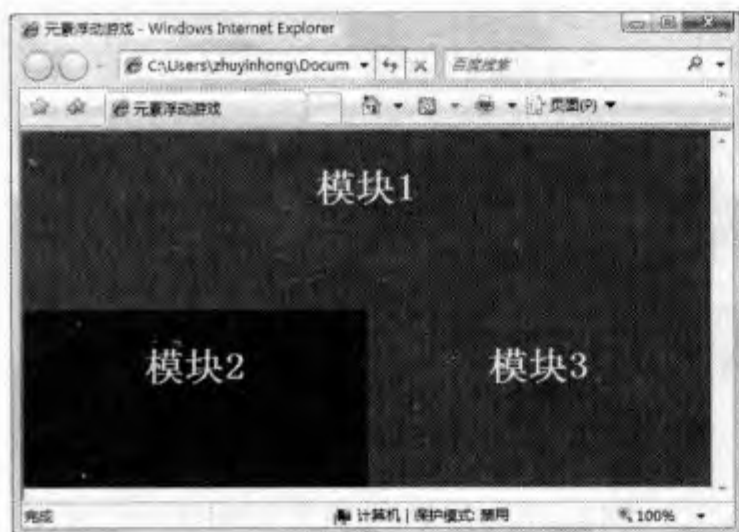 元素浮动游戏 - Windows Internet Explorer
C:\Users\zhuyinhong\Docum 百度搜索
元素浮动游戏 页面(P)
模块1
模块2 模块3
完成 计算机 | 保护模式: 禁用 100%